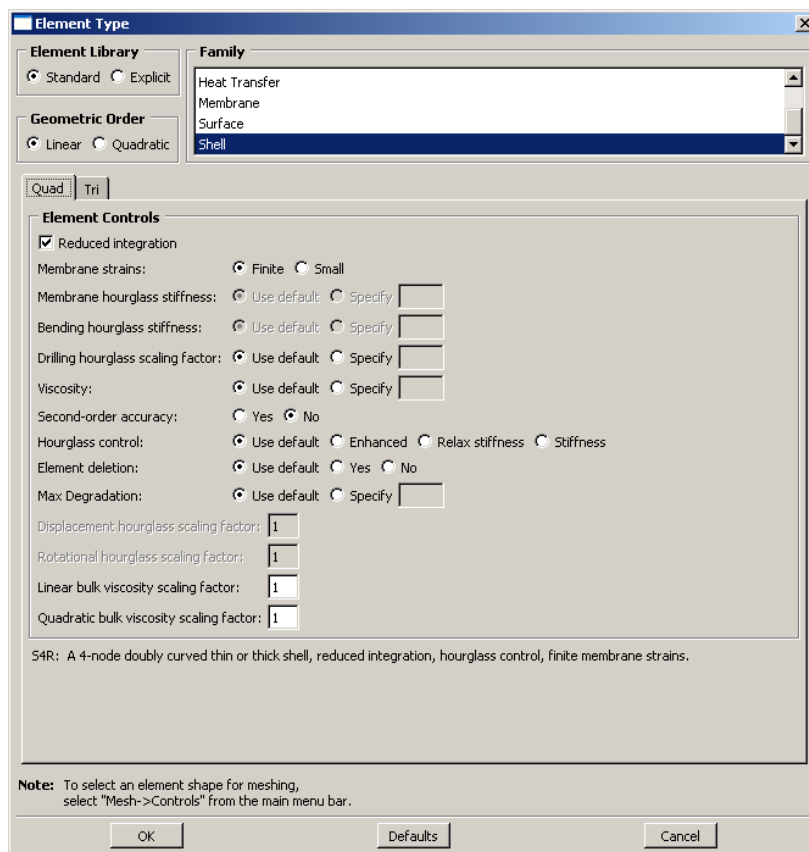 Element Type
Element Library
Standard Explicit
Family
Heat Transfer
Membrane
Surface
Shell
Geometric Order
Linear Quadratic
Quad Tri
Element Controls
Reduced integration
Membrane strains: Finite Small
Membrane hourglass stiffness: Use default Specify
Bending hourglass stiffness: Use default Specify
Drilling hourglass scaling factor: Use default Specify
Viscosity: Use default Specify
Second-order accuracy: Yes No
Hourglass control: Use default Enhanced Relax stiffness Stiffness
Element deletion: Use default Yes No
Max Degradation: Use default Specify
Displacement hourglass scaling factor: 1
Rotational hourglass scaling factor: 1
Linear bulk viscosity scaling factor: 1
Quadratic bulk viscosity scaling factor: 1
S4R: A 4-node doubly curved thin or thick shell, reduced integration, hourglass control, finite membrane strains.
Note: To select an element shape for meshing,
select "Mesh->Controls" from the main menu bar.
OK Defaults Cancel